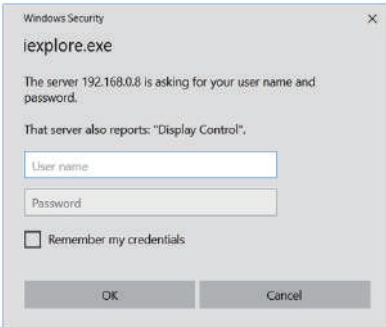 Windows Security
iexplore.exe
The server 192.168.0.8 is asking for your user name and
password.
That server also reports: "Display Control".
User name
Password
Remember my credentials
OK Cancel